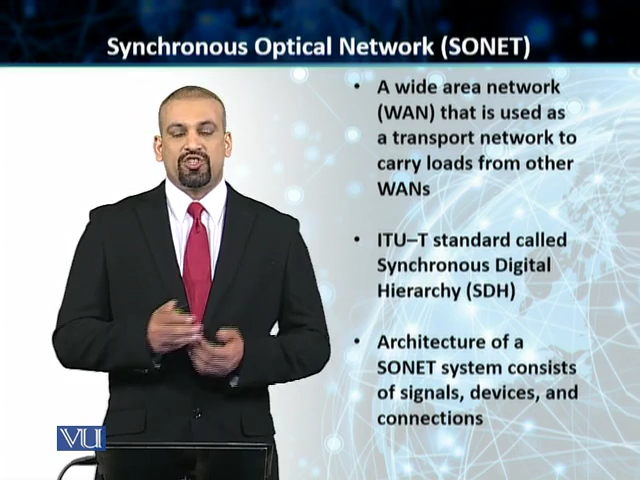 Synchronous Optical Network (SONET)
• A wide area network
(WAN) that is used as
a transport network to
carry loads from other
WANs
• ITU–T standard called
Synchronous Digital
Hierarchy (SDH)
• Architecture of a
SONET system consists
of signals, devices, and
connections
VU